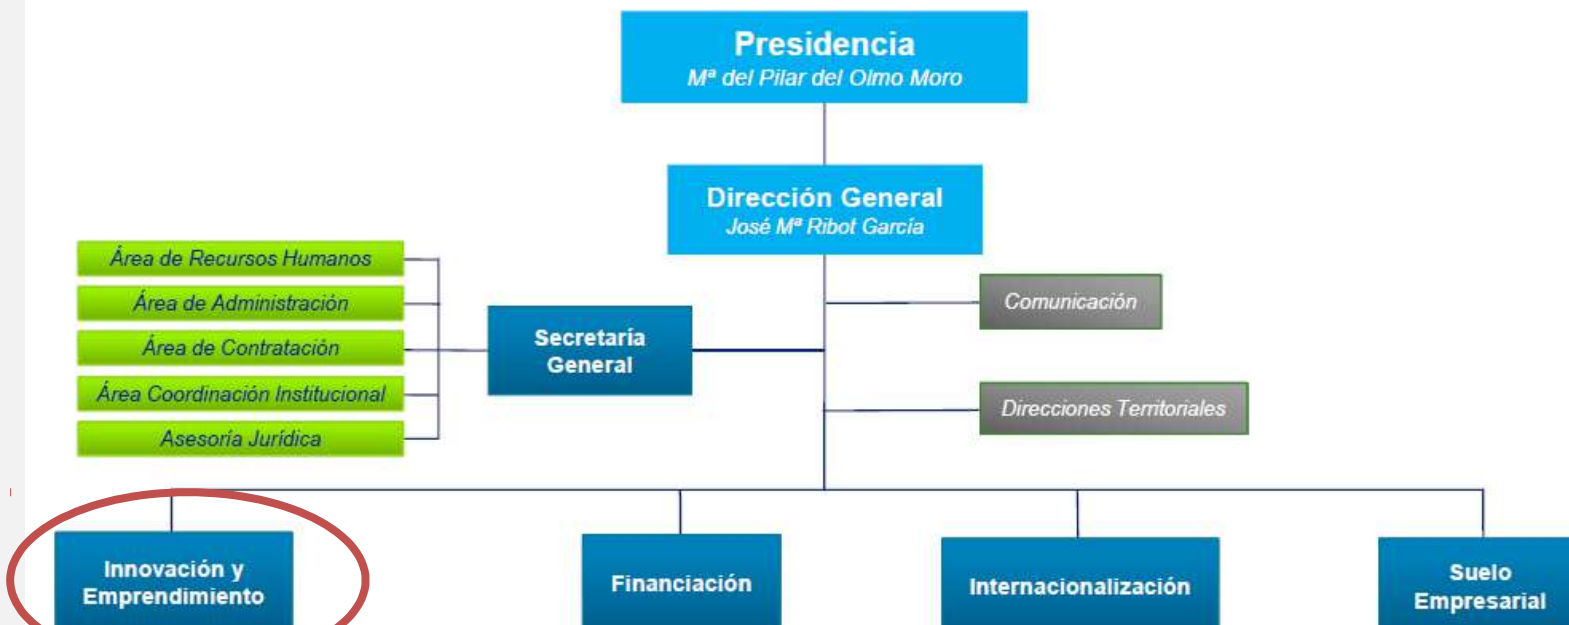 Presidencia
Mª del Pilar del Olmo Moro
Dirección General
José Mª Ribot García
Área de Recursos Humanos
Área de Administración
Área de Contratación
Área Coordinación Institucional
Asesoría Jurídica
Secretaría
General
Comunicación
Direcciones Territoriales
Innovación y
Emprendimiento
Financiación
Internacionalización
Suelo
Empresarial